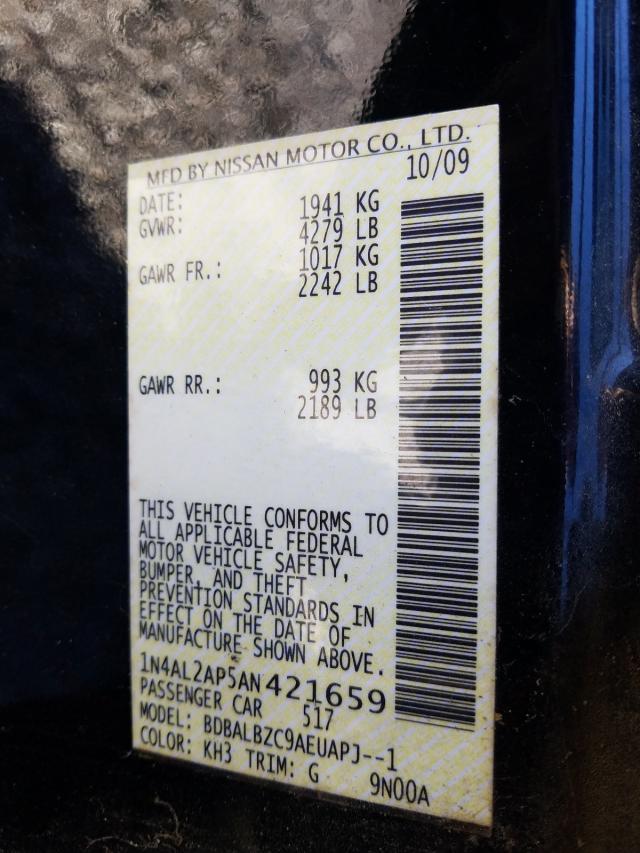 MFD BY NISSAN MOTOR CO., LTD.
DATE: 10/09
GVWR: 1941 KG
4279 LB
GAWR FR.: 1017 KG
2242 LB
GAWR RR.: 993 KG
2189 LB
THIS VEHICLE CONFORMS TO
ALL APPLICABLE FEDERAL
MOTOR VEHICLE SAFETY,
BUMPER, AND THEFT
PREVENTION STANDARDS IN
EFFECT ON THE DATE OF
MANUFACTURE SHOWN ABOVE.
1N4AL2AP5AN421659
PASSENGER CAR 517
MODEL: BDBALBZC9AEUAPJ--1
COLOR: KH3 TRIM: G 9N00A